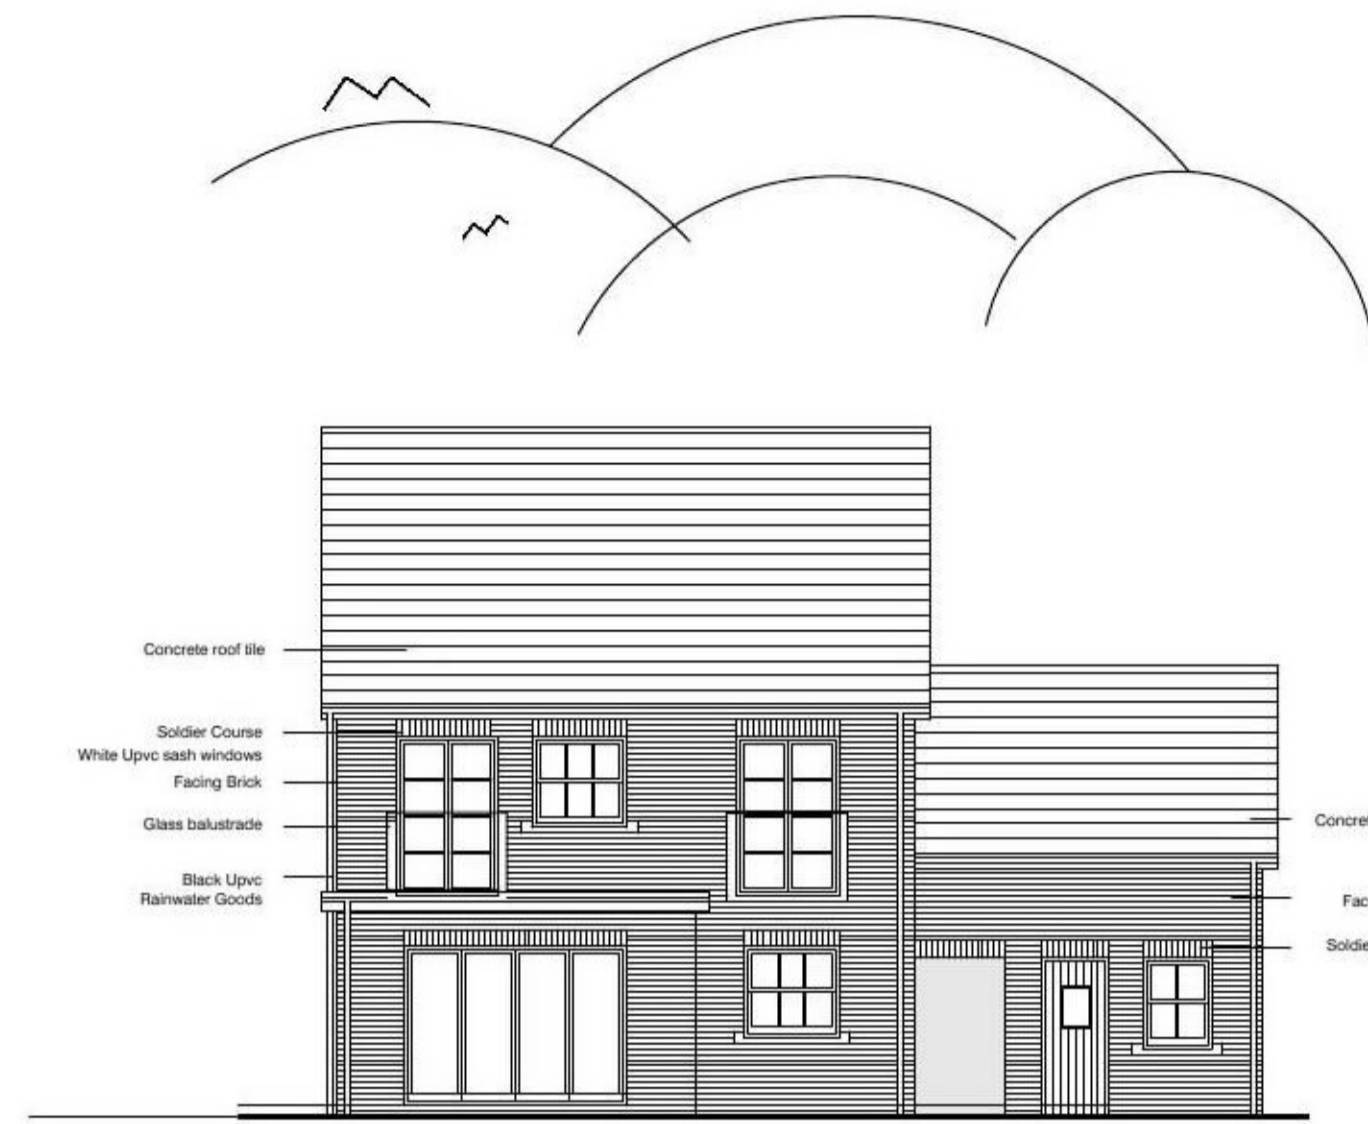 Concrete roof tile
Soldier Course
White Upvc sash windows
Facing Brick
Glass balustrade
Black Upvc
Rainwater Goods